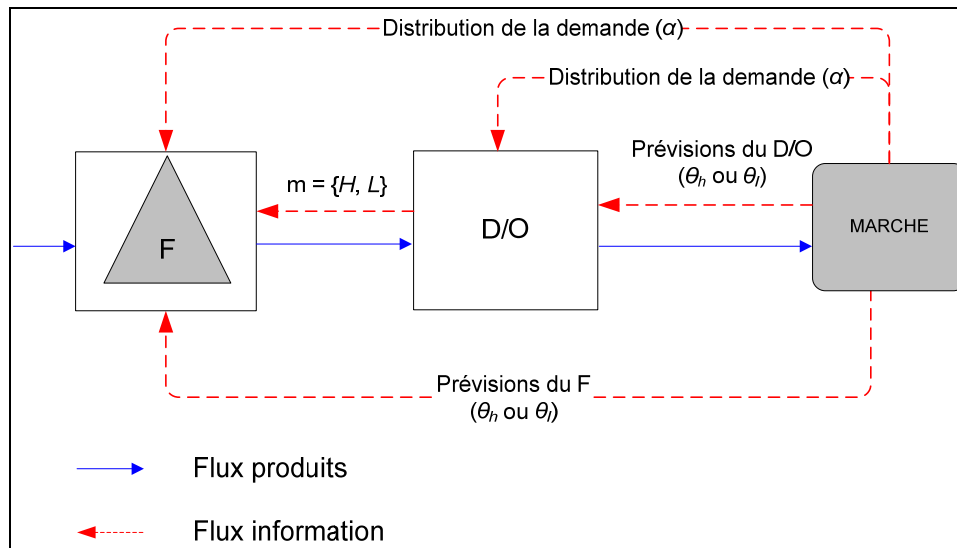 Distribution de la demande (α)
Distribution de la demande (α)
Prévisions du D/O
(θh ou θl)
m = {H, L}
F
D/O
MARCHE
Prévisions du F
(θh ou θl)
Flux produits
Flux information